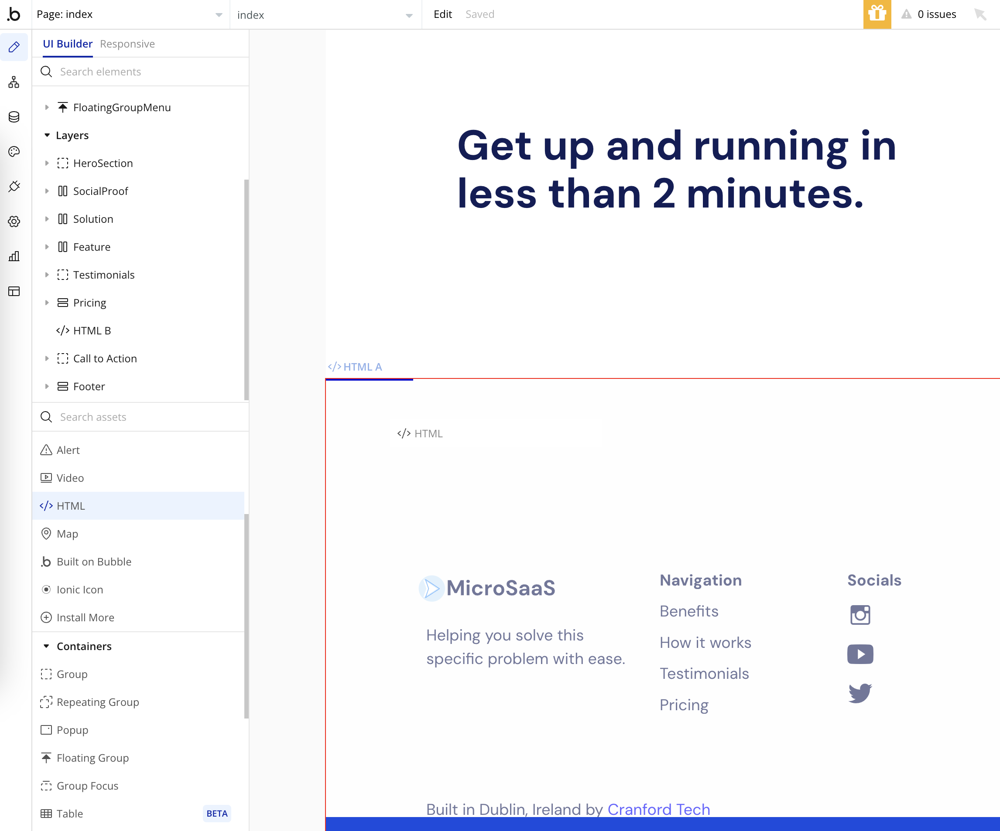 .b
Page: index
index
Edit
Saved
0 issues
UI Builder
Responsive
Search elements
FloatingGroupMenu
Layers
HeroSection
SocialProof
Solution
Feature
Testimonials
Pricing
</> HTML B
Call to Action
Footer
Search assets
Alert
Video
</> HTML
Map
.b Built on Bubble
Ionic Icon
Install More
Containers
Group
Repeating Group
Popup
Floating Group
Group Focus
Table
BETA
Get up and running in
less than 2 minutes.
</> HTML A
</> HTML
MicroSaaS
Helping you solve this
specific problem with ease.
Navigation
Benefits
How it works
Testimonials
Pricing
Socials
Built in Dublin, Ireland by Cranford Tech